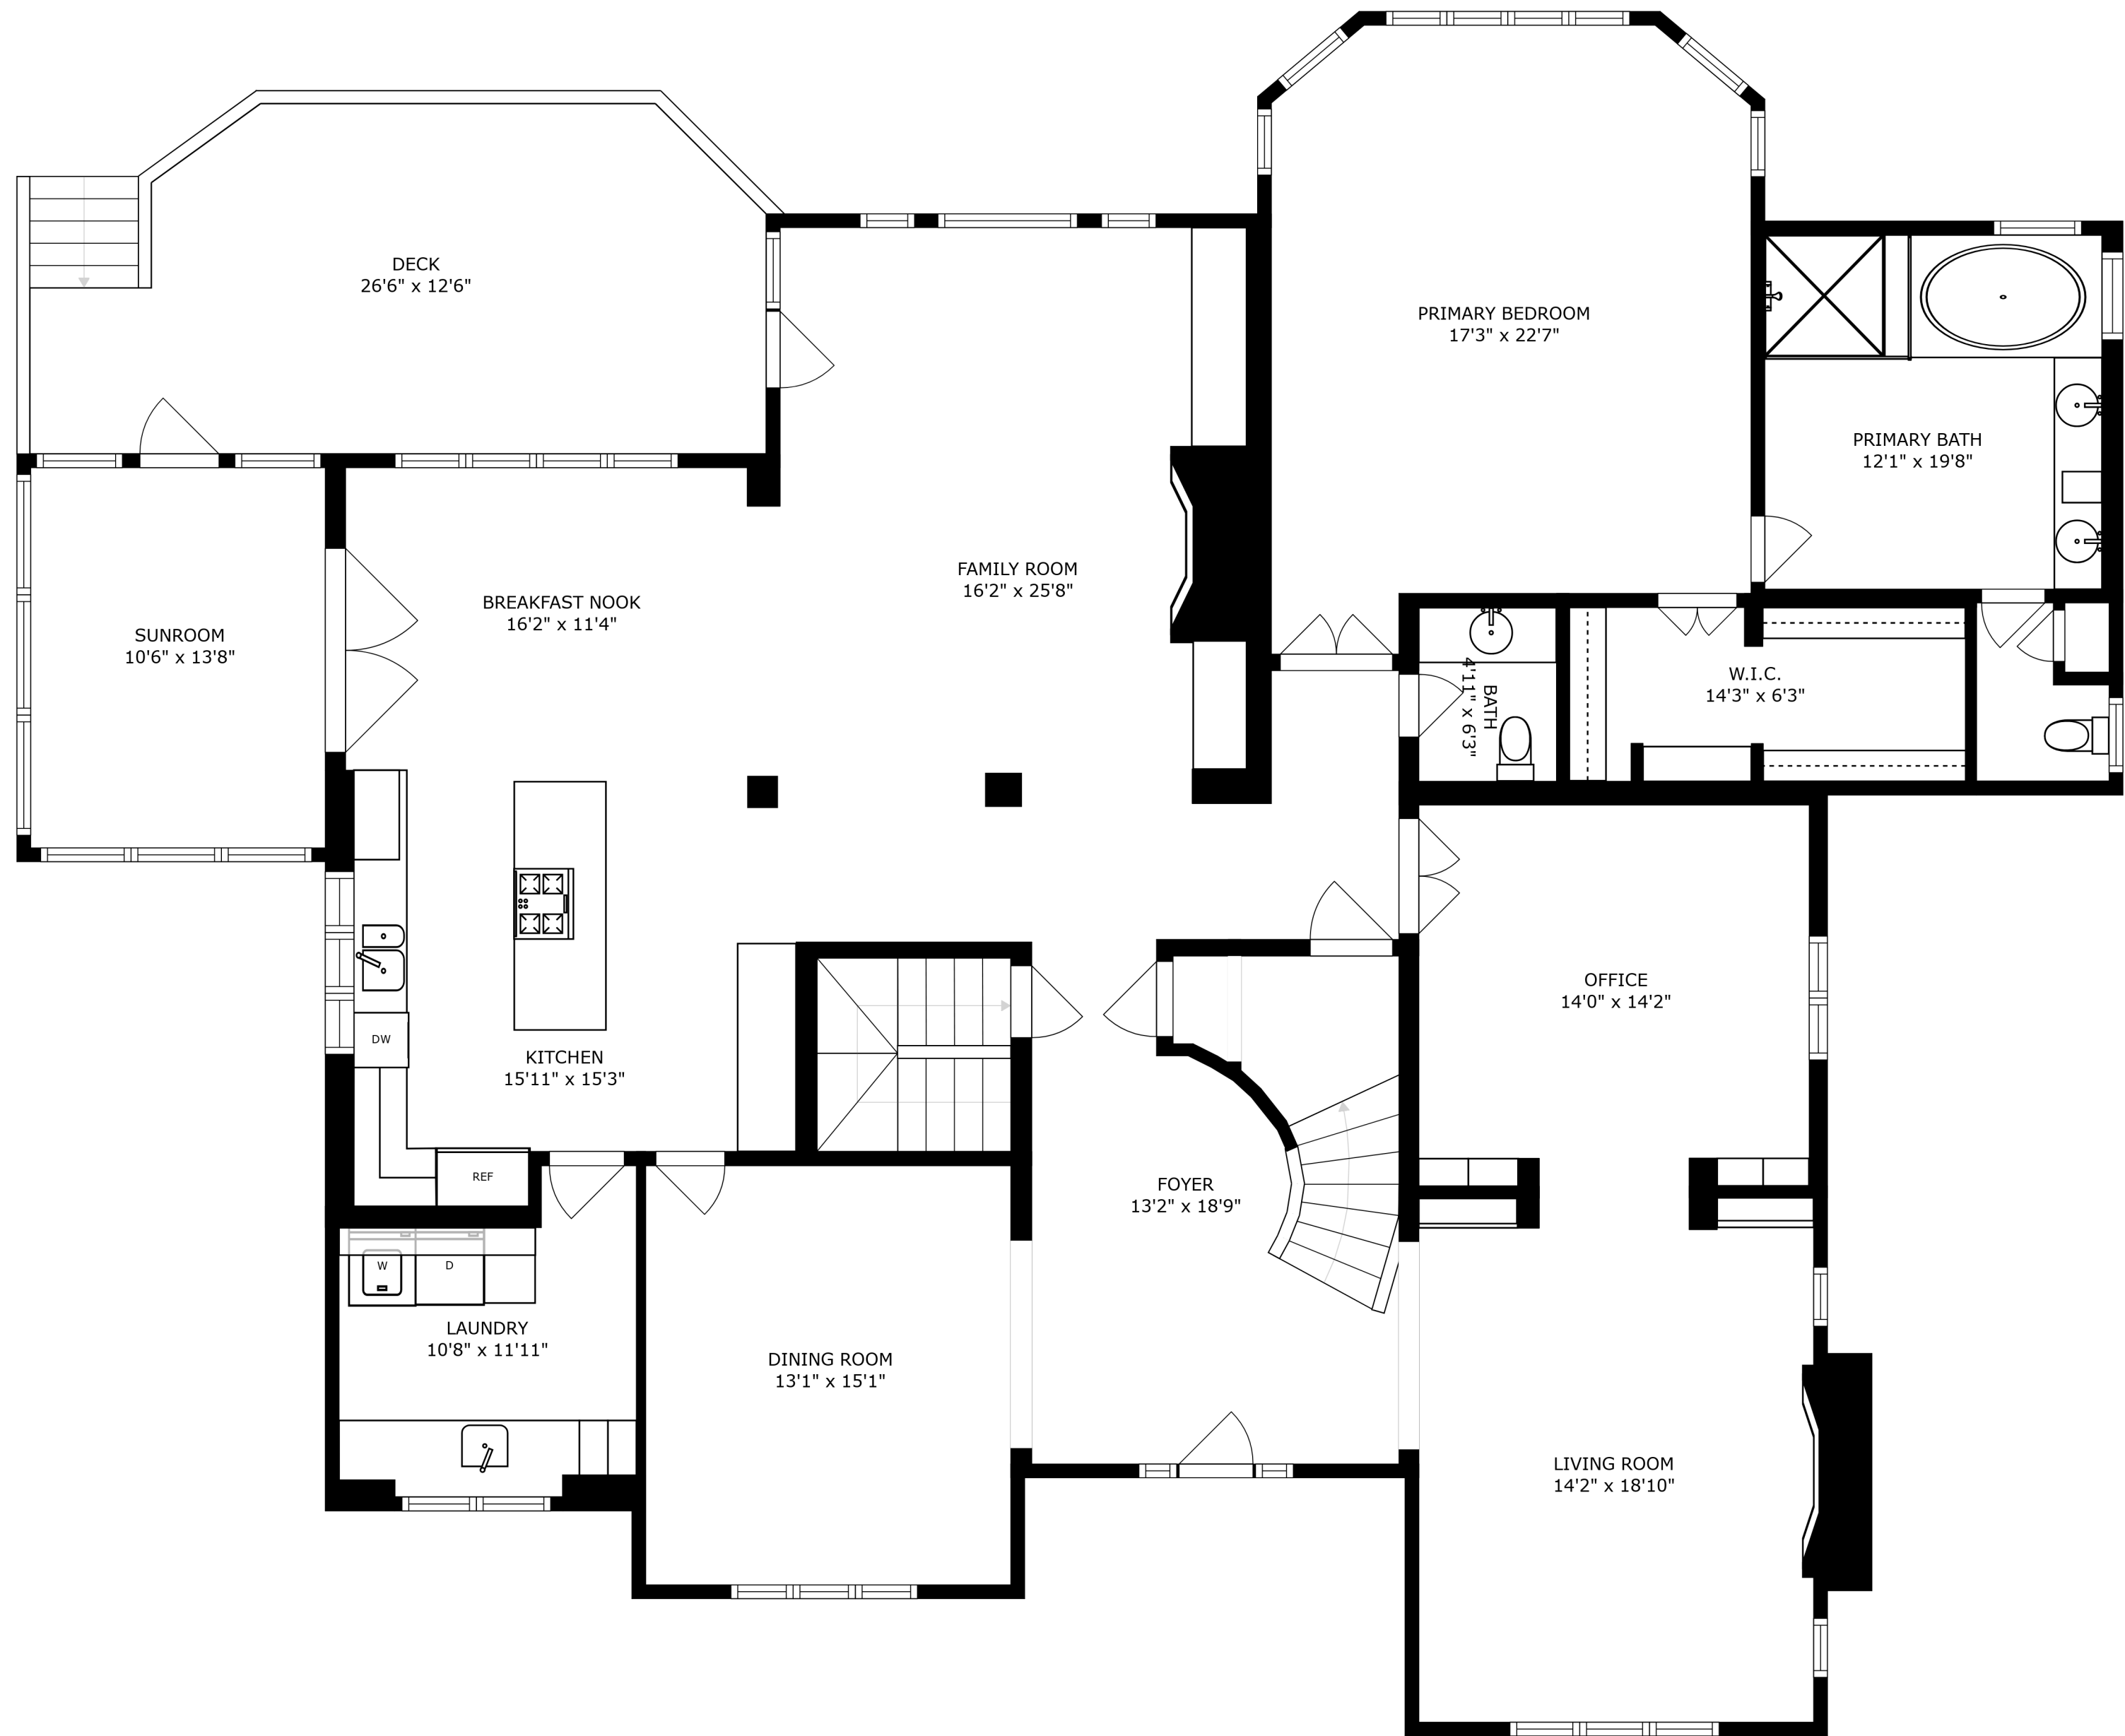 DECK
26'6" x 12'6"
PRIMARY BEDROOM
17'3" x 22'7"
PRIMARY BATH
12'1" x 19'8"
FAMILY ROOM
16'2" x 25'8"
BREAKFAST NOOK
16'2" x 11'4"
SUNROOM
10'6" x 13'8"
BATH
4'11" x 6'3"
W.I.C.
14'3" x 6'3"
OFFICE
14'0" x 14'2"
DW
KITCHEN
15'11" x 15'3"
REF
FOYER
13'2" x 18'9"
W
D
LAUNDRY
10'8" x 11'11"
DINING ROOM
13'1" x 15'1"
LIVING ROOM
14'2" x 18'10"